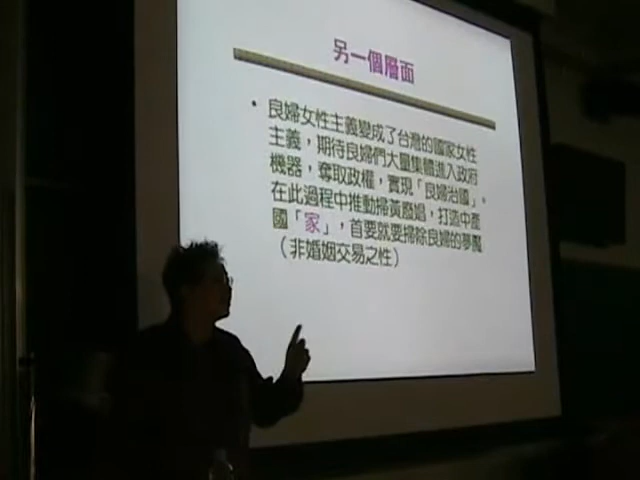 另一個層面
• 良婦女性主義變成了台灣的國家女性
主義，期待良婦們大量集體進入政府
機器，奪取政權，實現「良婦治國」。
在此過程中推動掃黃廢娼，打造中產
國「家」，首要就要掃除良婦的夢魘
（非婚姻交易之性）